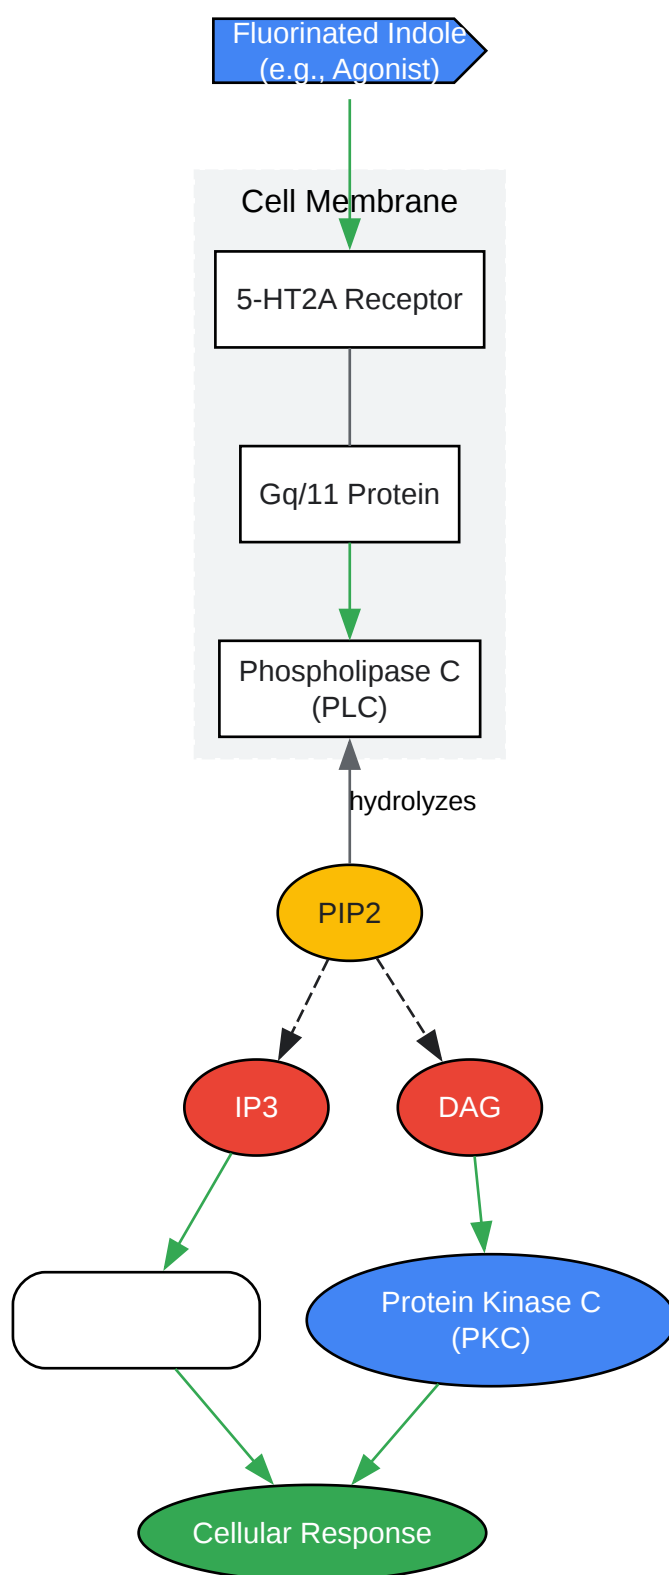 Fluorinated Indole
(e.g., Agonist)
Cell Membrane
5-HT2A Receptor
Gq/11 Protein
Phospholipase C
(PLC)
hydrolyzes
PIP2
IP3
DAG
Protein Kinase C
(PKC)
Cellular Response